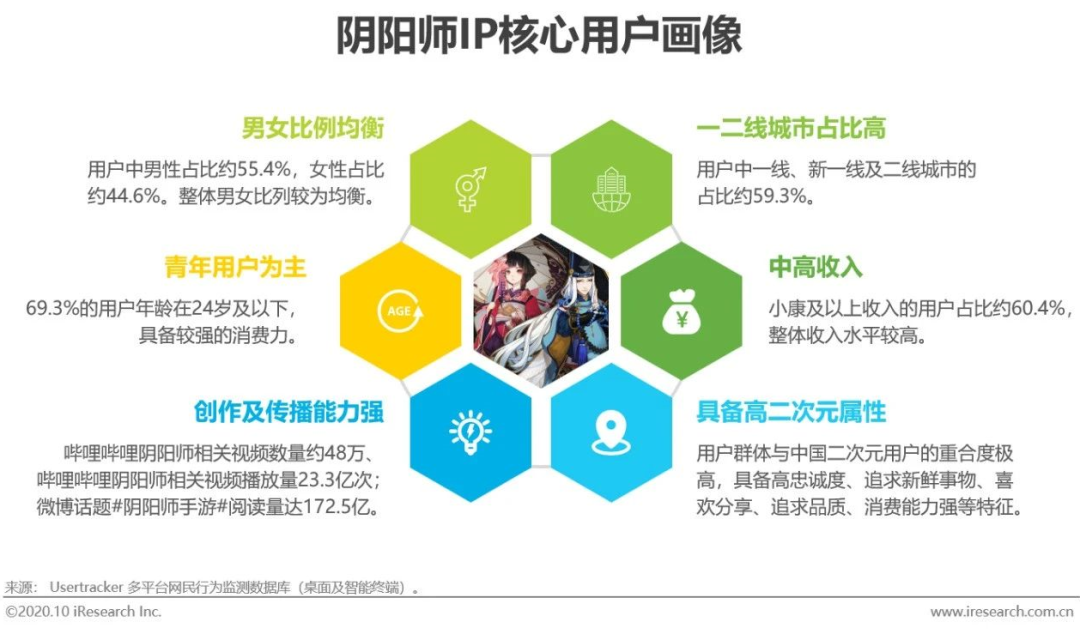 阴阳师IP核心用户画像
男女比例均衡
用户中男性占比约55.4%，女性占比
约44.6%。整体男女比列较为均衡。
一二线城市占比高
用户中一线、新一线及二线城市的
占比约59.3%。
青年用户为主
69.3%的用户年龄在24岁及以下，
具备较强的消费力。
AGE
中高收入
小康及以上收入的用户占比约60.4%，
整体收入水平较高。
¥
创作及传播能力强
哔哩哔哩阴阳师相关视频数量约48万、
哔哩哔哩阴阳师相关视频播放量23.3亿次；
微博话题#阴阳师手游#阅读量达172.5亿。
具备高二次元属性
用户群体与中国二次元用户的重合度极
高，具备高忠诚度、追求新鲜事物、喜
欢分享、追求品质、消费能力强等特征。
来源： Usertracker 多平台网民行为监测数据库（桌面及智能终端）。
©2020.10 iResearch Inc.
www.iresearch.com.cn